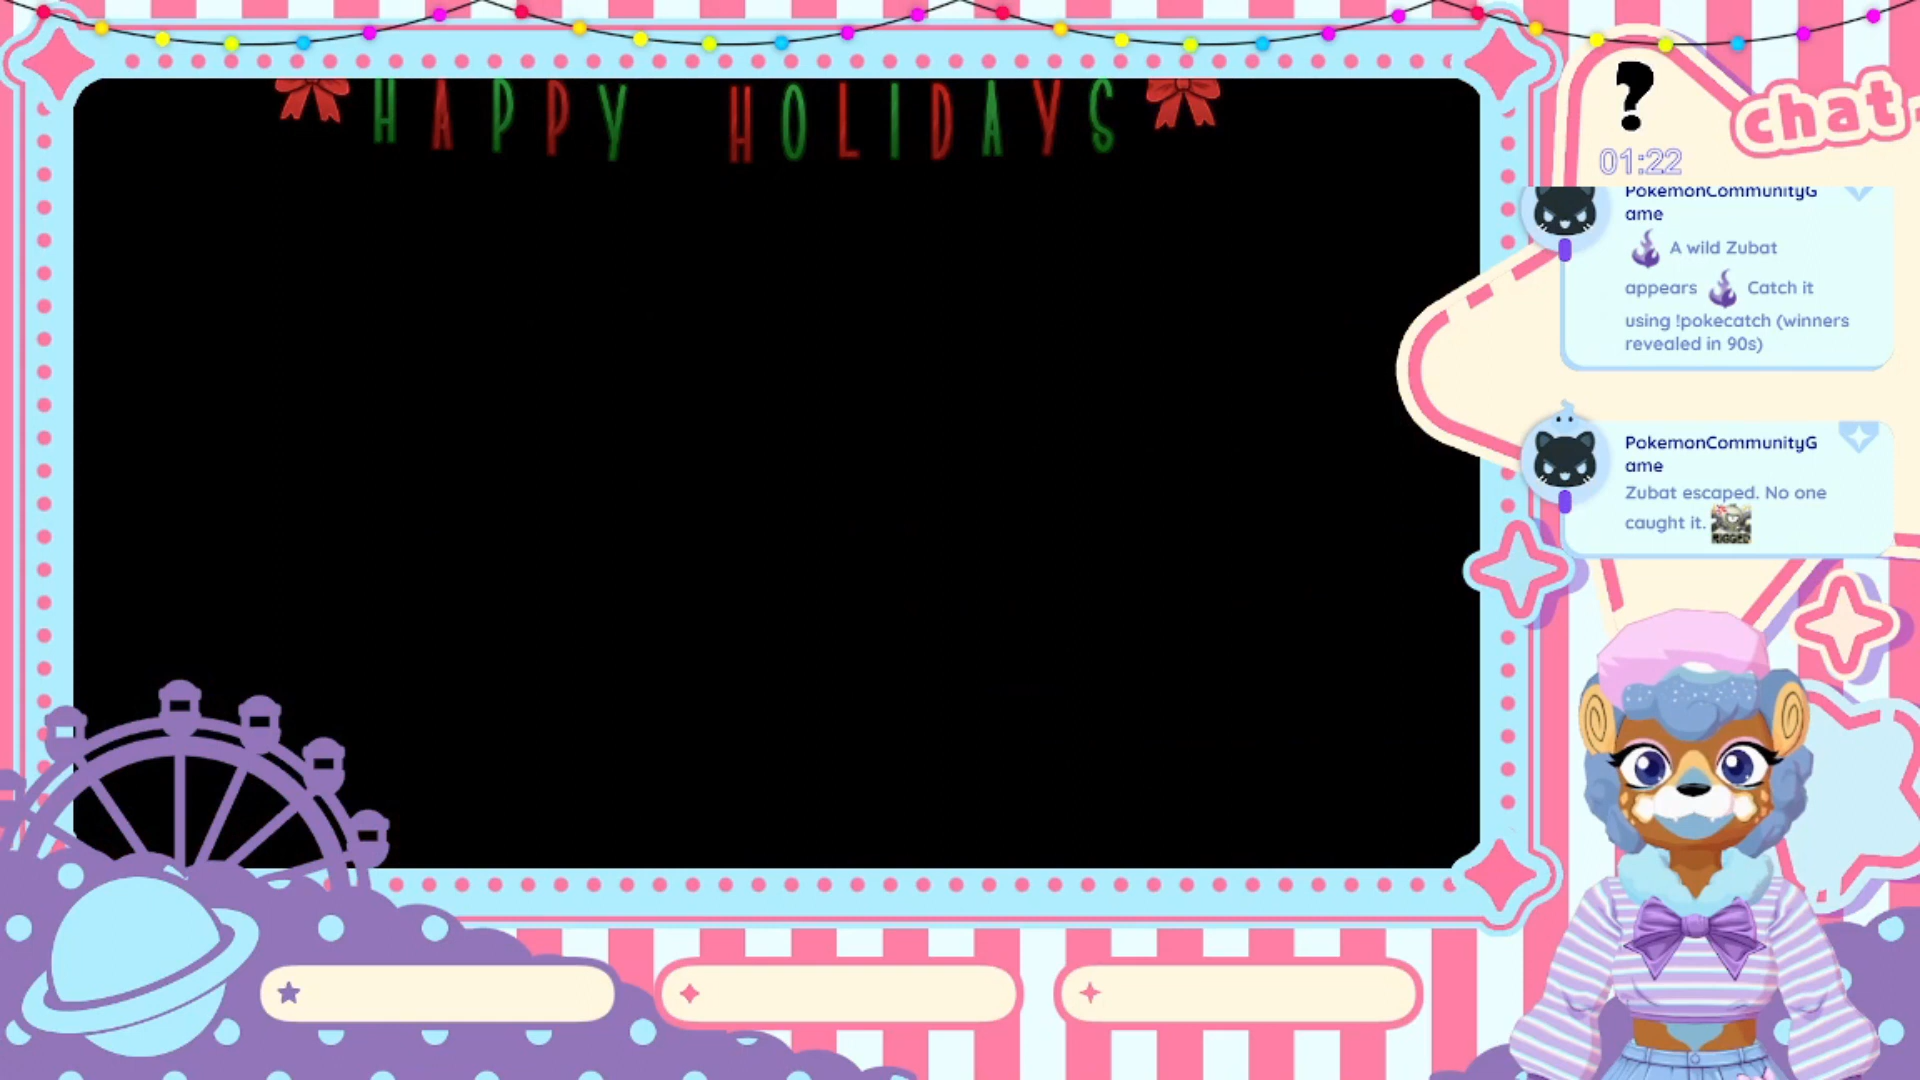 HAPPY HOLIDAYS
?
chat
01:22
PokemonCommunityG
ame
A wild Zubat
appears Catch it
using !pokecatch (winners
revealed in 90s)
PokemonCommunityG
ame
Zubat escaped. No one
caught it.
RIGGED